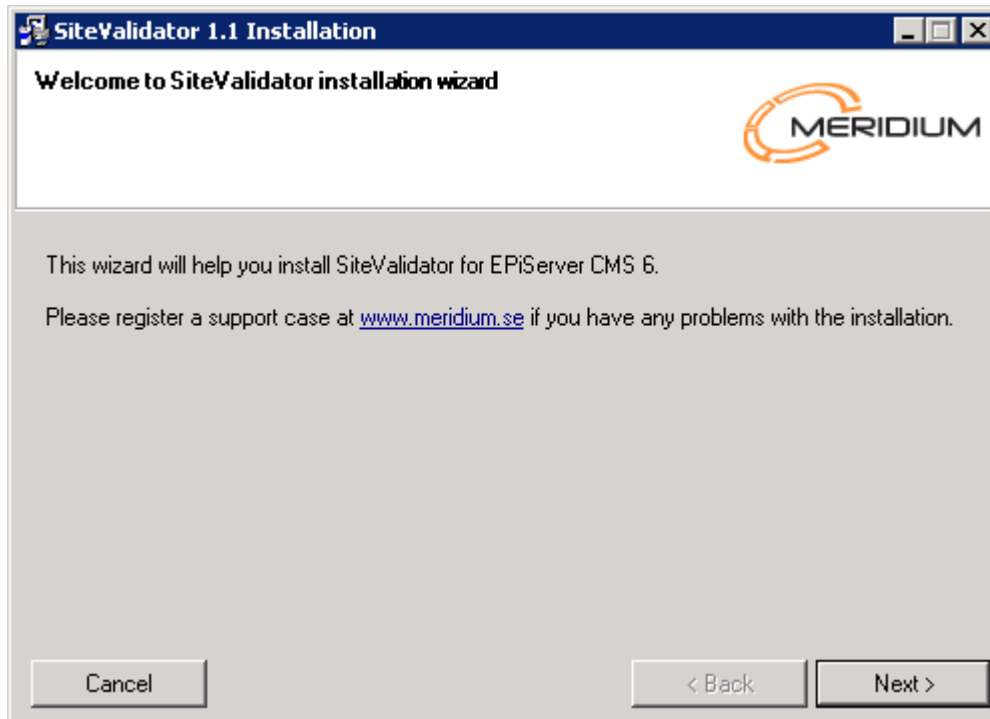 SiteValidator 1.1 Installation
Welcome to SiteValidator installation wizard
MERIDIUM
This wizard will help you install SiteValidator for EPiServer CMS 6.
Please register a support case at www.meridium.se if you have any problems with the installation.
Cancel
< Back
Next >